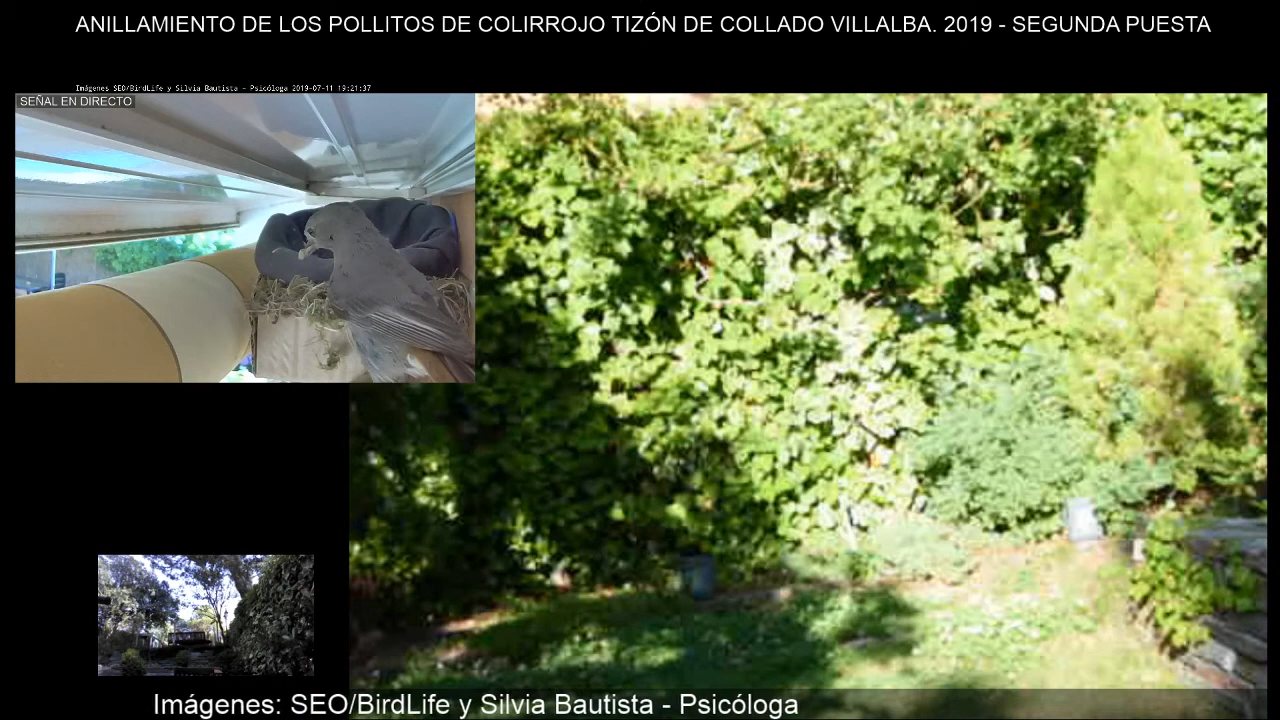 ANILLAMIENTO DE LOS POLLITOS DE COLIRROJO TIZÓN DE COLLADO VILLALBA. 2019 - SEGUNDA PUESTA
Imágenes SEO/BirdLife y Silvia Bautista - Psicóloga 2019-07-11 19:21:37
SEÑAL EN DIRECTO
Imágenes: SEO/BirdLife y Silvia Bautista - Psicóloga